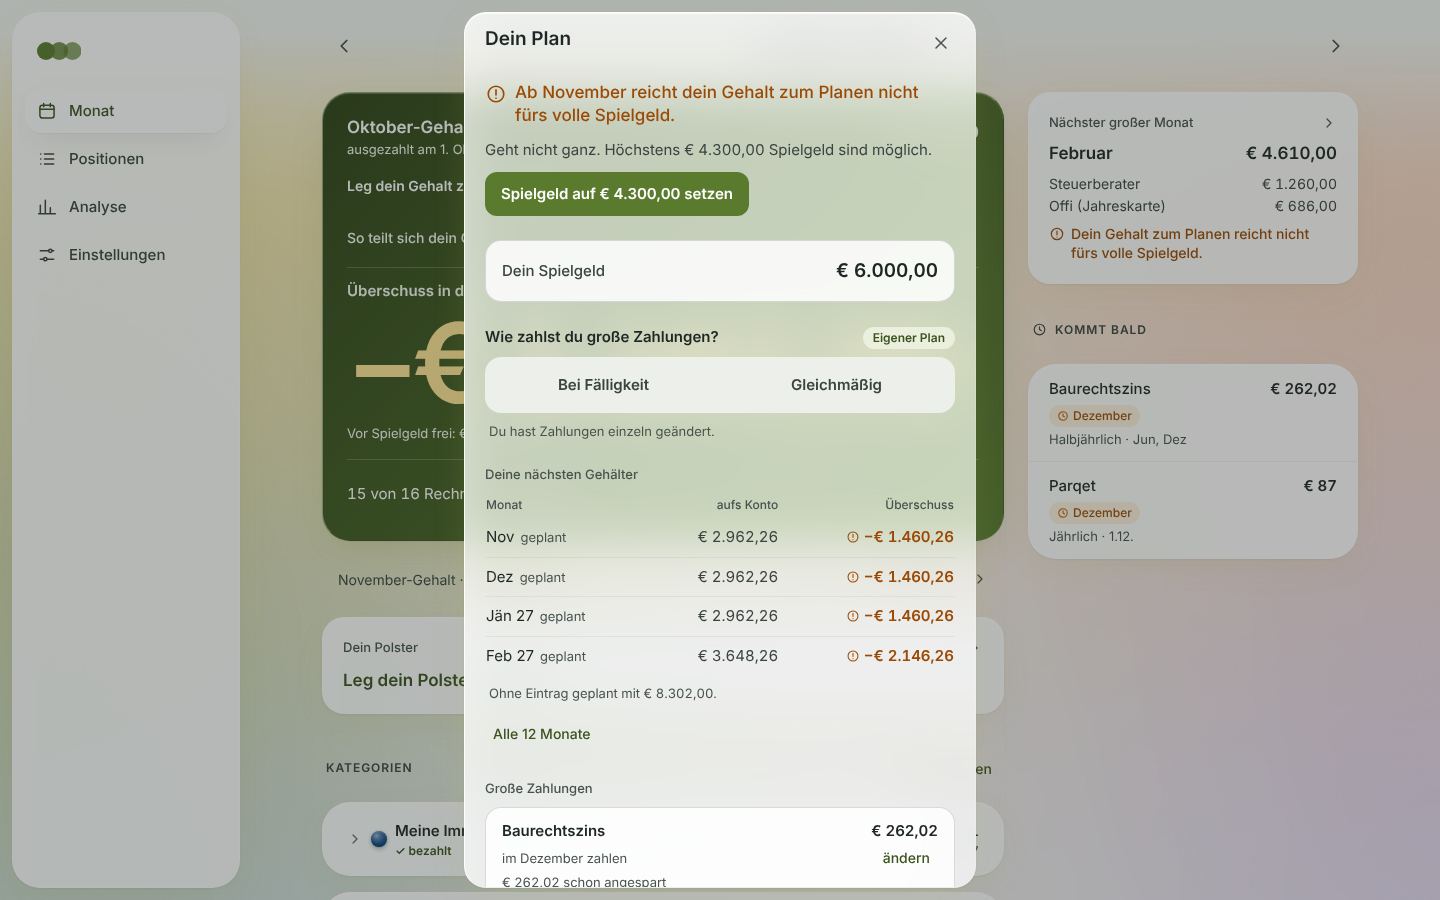 Monat
Positionen
Analyse
Einstellungen
Oktober-Geha
ausgezahlt am 1. O
Leg dein Gehalt z
So teilt sich dein
Überschuss in d
–€
Vor Spielgeld frei: €
15 von 16 Rechn
November-Gehalt ·
Dein Polster
Leg dein Polste
KATEGORIEN
en
Meine Im
✓ bezahlt
Dein Plan
Ab November reicht dein Gehalt zum Planen nicht
fürs volle Spielgeld.
Geht nicht ganz. Höchstens € 4.300,00 Spielgeld sind möglich.
Spielgeld auf € 4.300,00 setzen
Dein Spielgeld € 6.000,00
Wie zahlst du große Zahlungen? Eigener Plan
Bei Fälligkeit Gleichmäßig
Du hast Zahlungen einzeln geändert.
Deine nächsten Gehälter
Monat aufs Konto Überschuss
Nov geplant € 2.962,26 –€ 1.460,26
Dez geplant € 2.962,26 –€ 1.460,26
Jän 27 geplant € 2.962,26 –€ 1.460,26
Feb 27 geplant € 3.648,26 –€ 2.146,26
Ohne Eintrag geplant mit € 8.302,00.
Alle 12 Monate
Große Zahlungen
Baurechtszins € 262,02
im Dezember zahlen ändern
€ 262,02 schon angespart
Nächster großer Monat
Februar € 4.610,00
Steuerberater € 1.260,00
Offi (Jahreskarte) € 686,00
Dein Gehalt zum Planen reicht nicht
fürs volle Spielgeld.
KOMMT BALD
Baurechtszins € 262,02
Dezember
Halbjährlich · Jun, Dez
Parqet € 87
Dezember
Jährlich · 1.12.